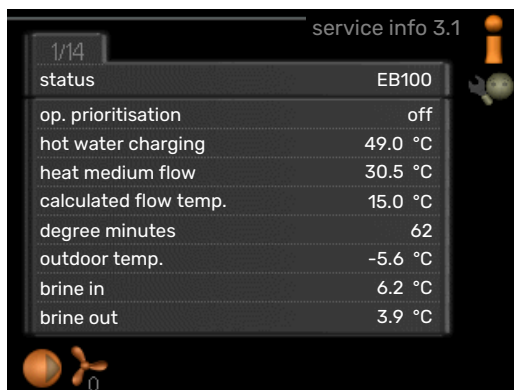 service info 3.1
1/14
status EB100
op. prioritisation off
hot water charging 49.0 °C
heat medium flow 30.5 °C
calculated flow temp. 15.0 °C
degree minutes 62
outdoor temp. -5.6 °C
brine in 6.2 °C
brine out 3.9 °C
0